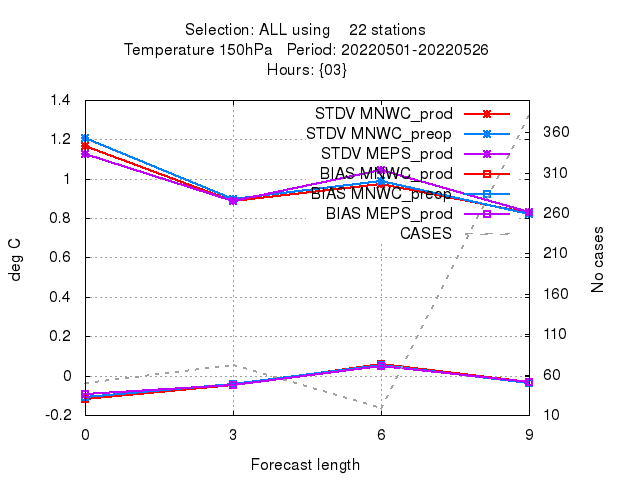 Selection: ALL using    22 stations
Temperature 150hPa   Period: 20220501-20220526
Hours: {03}
STDV MNWC_prod
STDV MNWC_preop
STDV MEPS_prod
BIAS MNWC_prod
BIAS MNWC_preop
BIAS MEPS_prod
CASES
1.4
1.2
1
0.8
0.6
0.4
0.2
0
-0.2
deg C
360
310
260
210
160
110
60
10
No cases
0 3 6 9
Forecast length